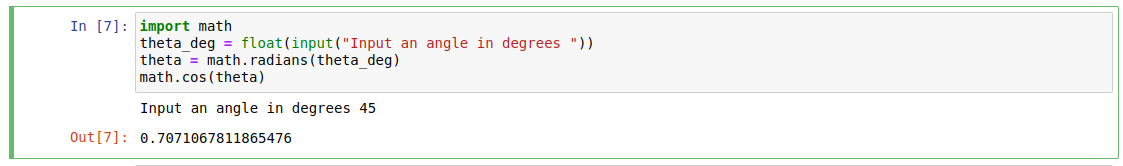 In [7]: import math
theta_deg = float(input("Input an angle in degrees "))
theta = math.radians(theta_deg)
math.cos(theta)
Input an angle in degrees 45
Out[7]: 0.7071067811865476